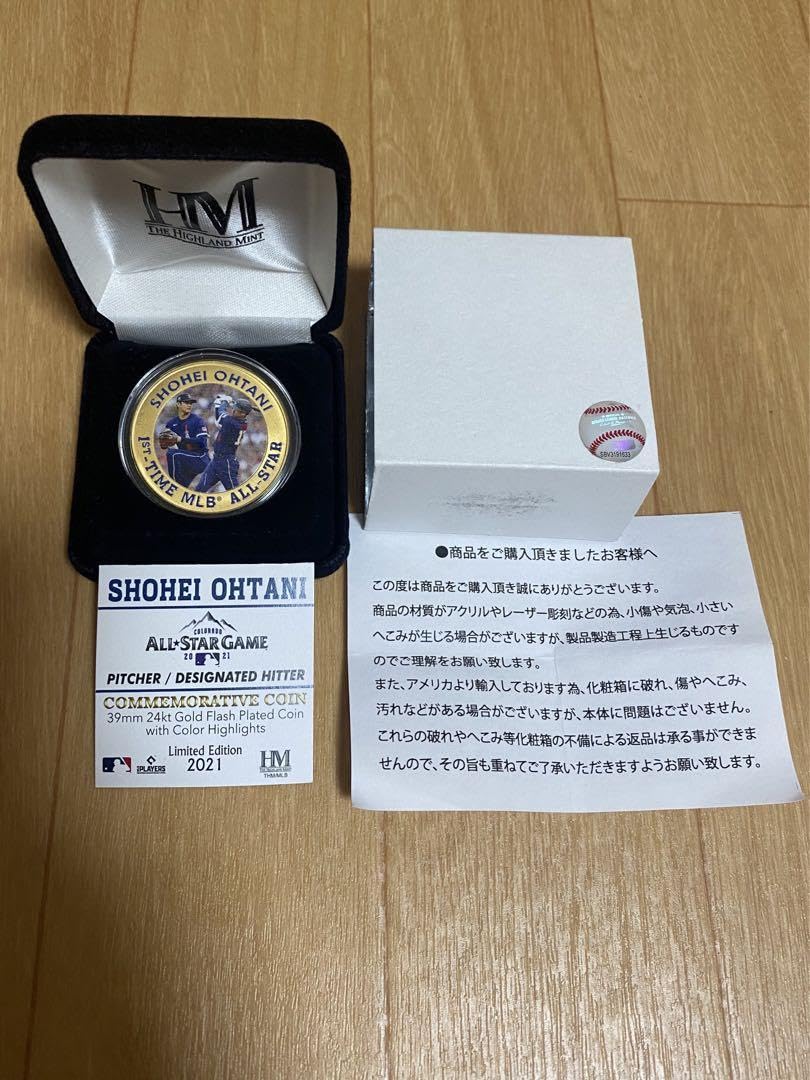 HM
THE HIGHLAND MINT
SHOHEI OHTANI
1ST-TIME MLB® ALL-STAR
SBV3191633
SHOHEI OHTANI
COLORADO
ALL★STAR GAME
2021
PITCHER / DESIGNATED HITTER
COMMEMORATIVE COIN
39mm 24kt Gold Flash Plated Coin
with Color Highlights
Limited Edition
2021
PLAYERS
HM
THE HIGHLAND MINT
THM/MLB
●商品をご購入頂きましたお客様へ
この度は商品をご購入頂き誠にありがとうございます。
商品の材質がアクリルやレーザー彫刻などの為、小傷や気泡、小さい
へこみが生じる場合がございますが、製品製造工程上生じるものです
のでご理解をお願い致します。
また、アメリカより輸入しております為、化粧箱に破れ、傷やへこみ、
汚れなどがある場合がございますが、本体に問題はございません。
これらの破れやへこみ等化粧箱の不備による返品は承る事ができま
せんので、その旨も重ねてご了承いただきますようお願い致します。